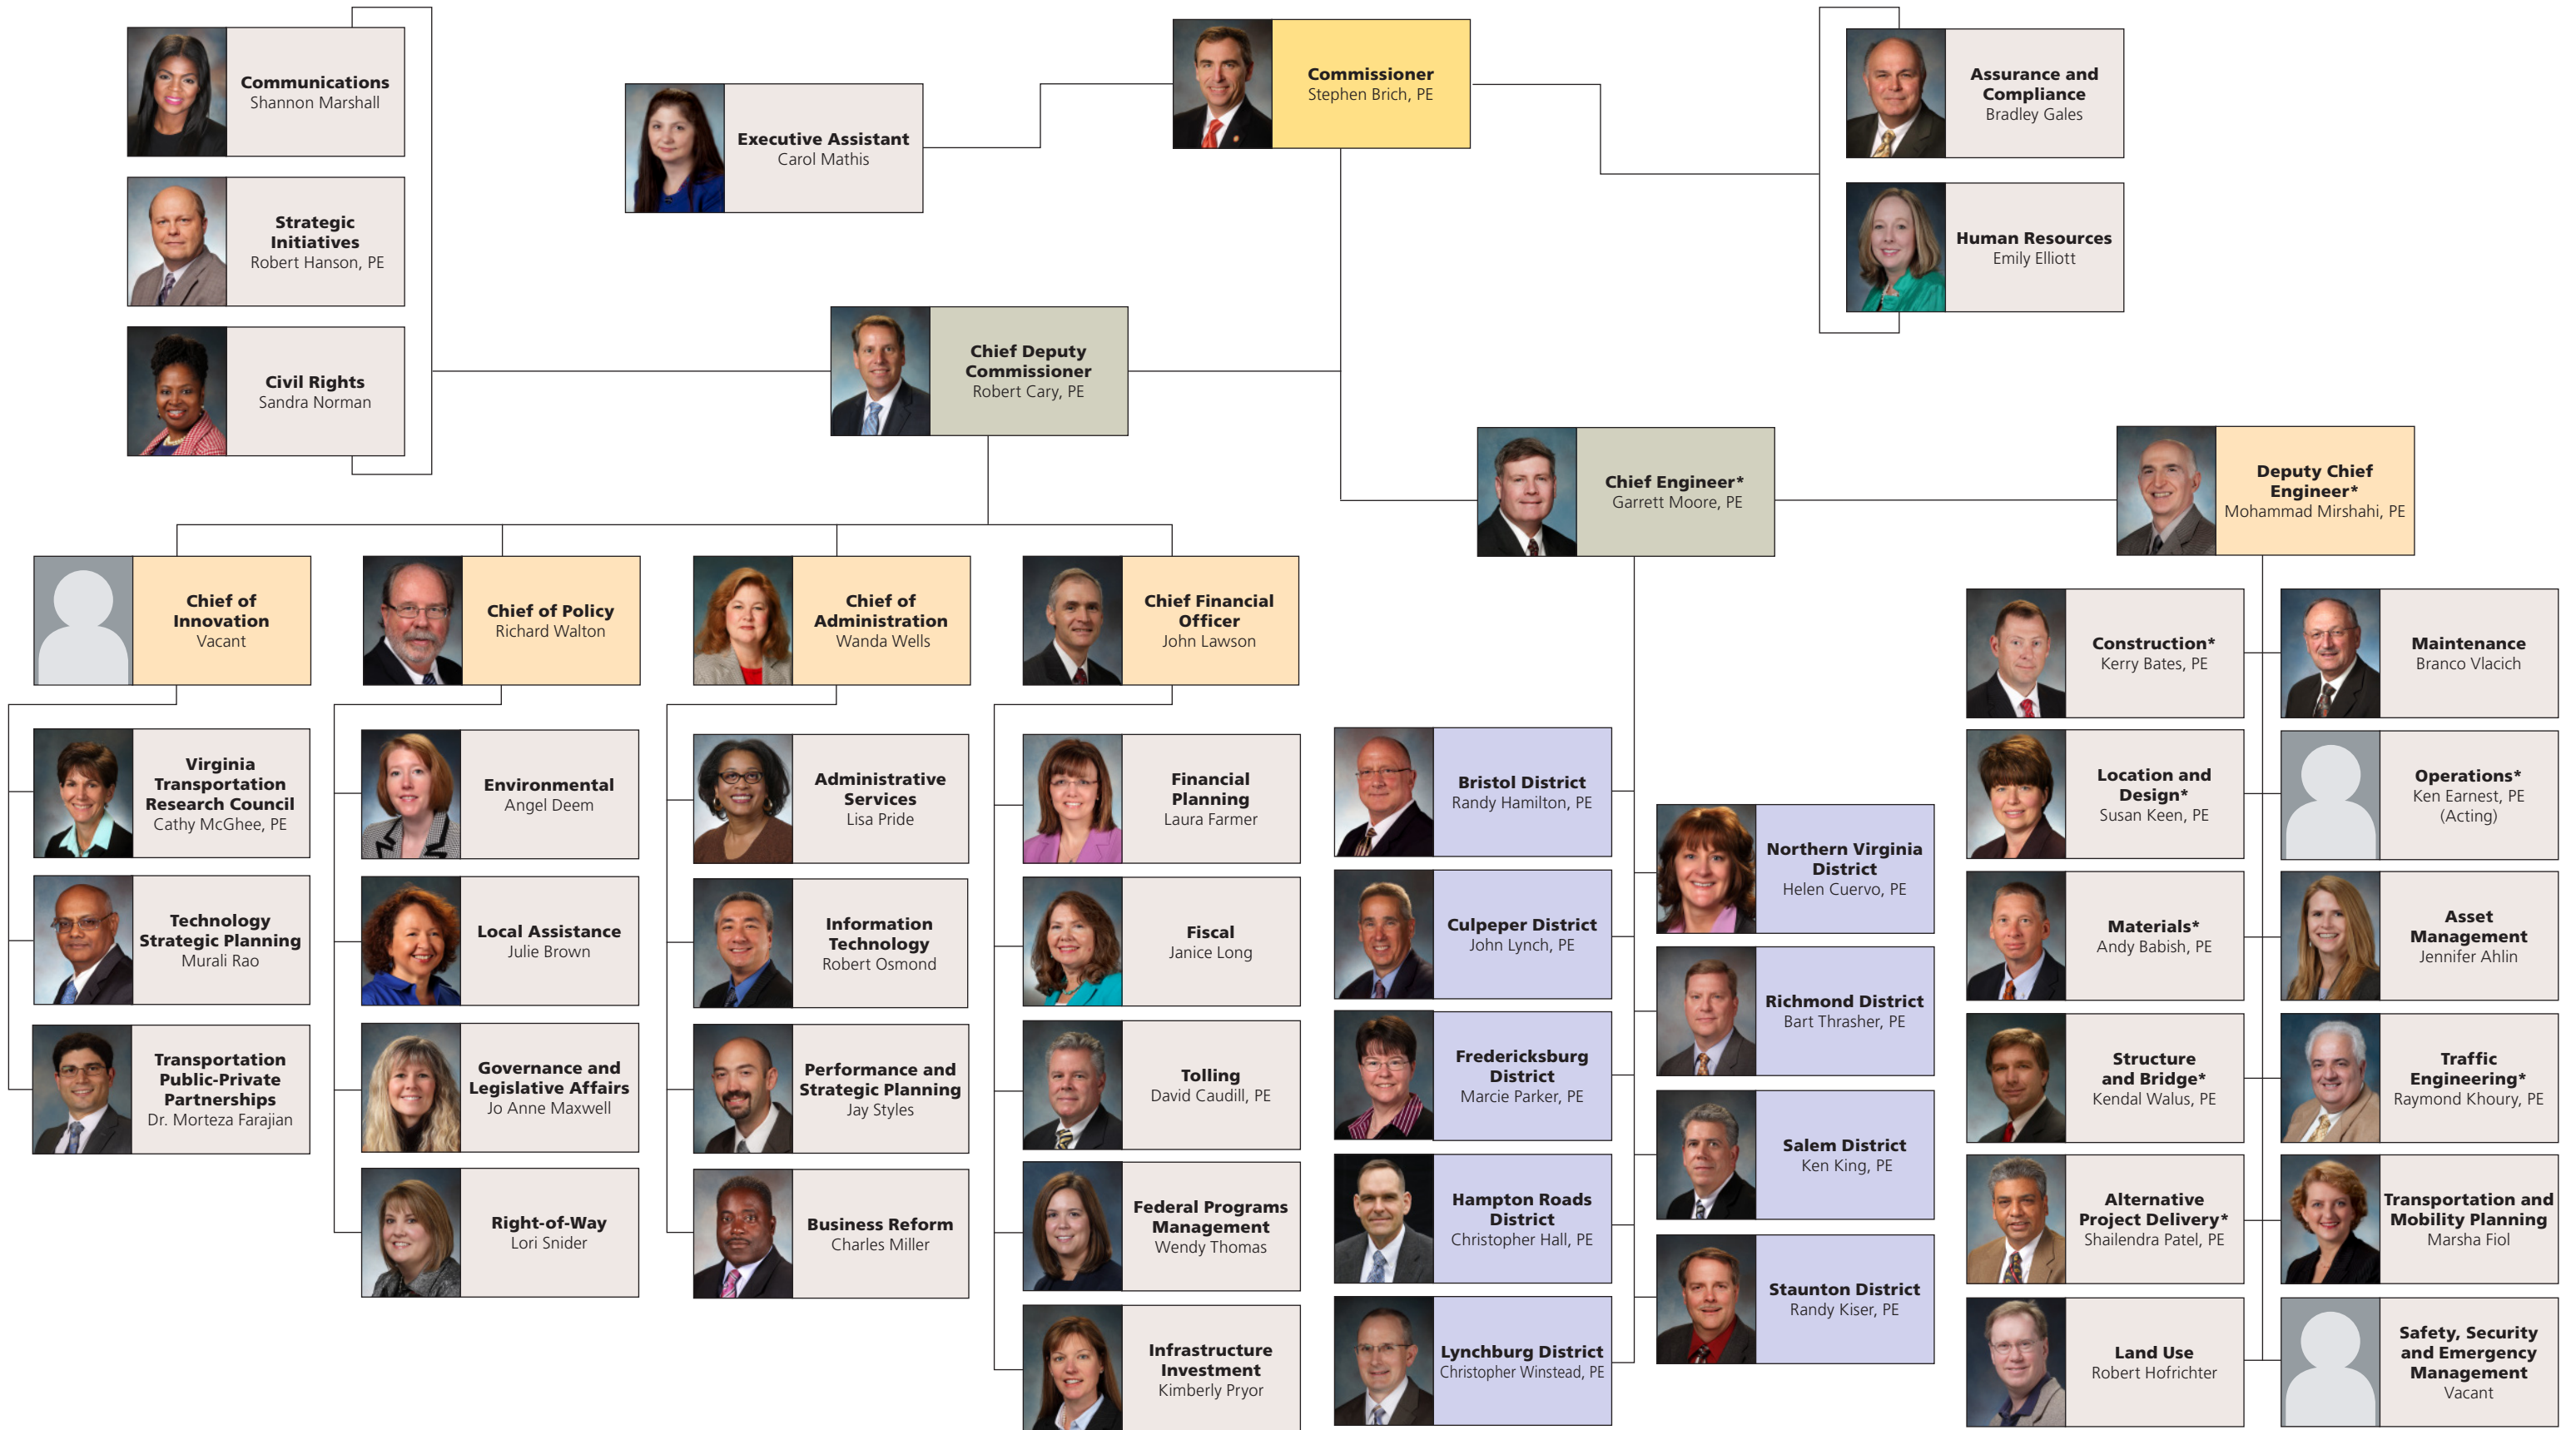 Communications
Shannon Marshall
Strategic
Initiatives
Robert Hanson, PE
Civil Rights
Sandra Norman
Executive Assistant
Carol Mathis
Commissioner
Stephen Brich, PE
Assurance and
Compliance
Bradley Gales
Human Resources
Emily Elliott
Chief Deputy
Commissioner
Robert Cary, PE
Chief Engineer*
Garrett Moore, PE
Deputy Chief
Engineer*
Mohammad Mirshahi, PE
Chief of
Innovation
Vacant
Virginia
Transportation
Research Council
Cathy McGhee, PE
Technology
Strategic Planning
Murali Rao
Transportation
Public-Private
Partnerships
Dr. Morteza Farajian
Chief of Policy
Richard Walton
Environmental
Angel Deem
Local Assistance
Julie Brown
Governance and
Legislative Affairs
Jo Anne Maxwell
Right-of-Way
Lori Snider
Chief of
Administration
Wanda Wells
Administrative
Services
Lisa Pride
Information
Technology
Robert Osmond
Performance and
Strategic Planning
Jay Styles
Business Reform
Charles Miller
Chief Financial
Officer
John Lawson
Financial
Planning
Laura Farmer
Fiscal
Janice Long
Tolling
David Caudill, PE
Federal Programs
Management
Wendy Thomas
Infrastructure
Investment
Kimberly Pryor
Bristol District
Randy Hamilton, PE
Culpeper District
John Lynch, PE
Fredericksburg
District
Marcie Parker, PE
Hampton Roads
District
Christopher Hall, PE
Lynchburg District
Christopher Winstead, PE
Northern Virginia
District
Helen Cuervo, PE
Richmond District
Bart Thrasher, PE
Salem District
Ken King, PE
Staunton District
Randy Kiser, PE
Construction*
Kerry Bates, PE
Location and
Design*
Susan Keen, PE
Materials*
Andy Babish, PE
Structure
and Bridge*
Kendal Walus, PE
Alternative
Project Delivery*
Shailendra Patel, PE
Land Use
Robert Hofrichter
Maintenance
Branco Vlacich
Operations*
Ken Earnest, PE
(Acting)
Asset
Management
Jennifer Ahlin
Traffic
Engineering*
Raymond Khoury, PE
Transportation and
Mobility Planning
Marsha Fiol
Safety, Security
and Emergency
Management
Vacant